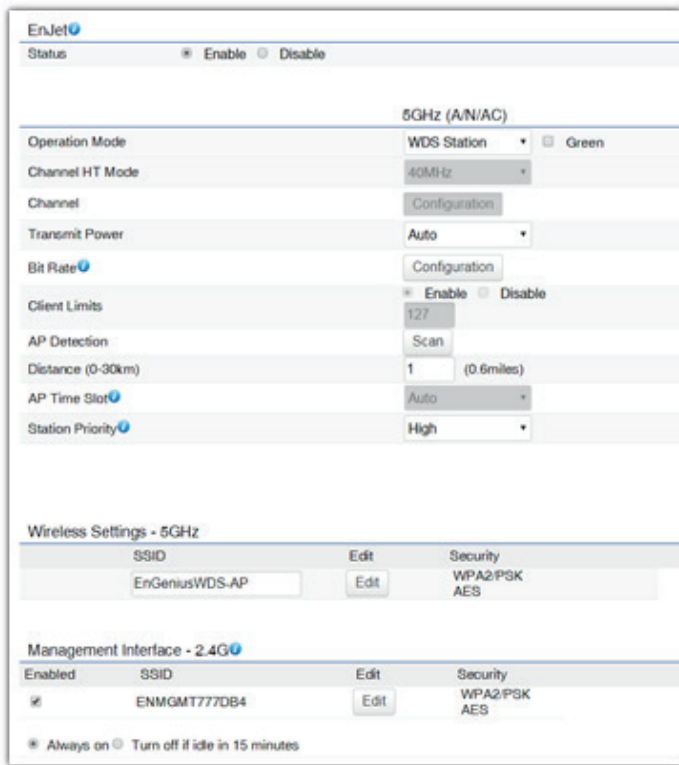 EnJet
Status Enable Disable
5GHz (A/N/AC)
Operation Mode WDS Station Green
Channel HT Mode 40MHz
Channel Configuration
Transmit Power Auto
Bit Rate Configuration
Client Limits Enable Disable
127
AP Detection Scan
Distance (0-30km) 1 (0.6miles)
AP Time Slot Auto
Station Priority High
Wireless Settings - 5GHz
SSID Edit Security
EnGeniusWDS-AP Edit WPA2/PSK
AES
Management Interface - 2.4G
Enabled SSID Edit Security
ENMGMT777DB4 Edit WPA2/PSK
AES
Always on Turn off if idle in 15 minutes